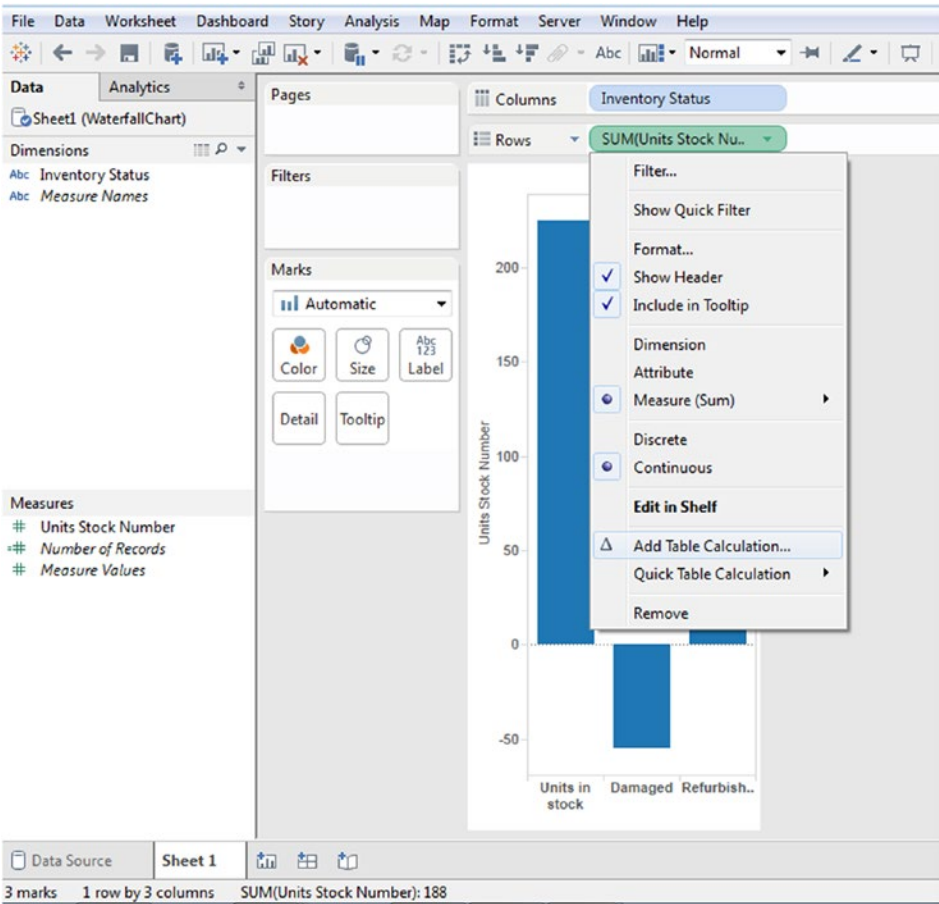 File Data Worksheet Dashboard Story Analysis Map Format Server Window Help
Abc Normal
Data Analytics
Sheet1 (WaterfallChart)
Dimensions
Abc Inventory Status
Abc Measure Names
Measures
# Units Stock Number
=# Number of Records
# Measure Values
Pages
Filters
Marks
Automatic
Color
Size
Abc
123
Label
Detail
Tooltip
Columns Inventory Status
Rows SUM(Units Stock Nu..
Filter...
Show Quick Filter
Format...
Show Header
Include in Tooltip
Dimension
Attribute
Measure (Sum)
Discrete
Continuous
Edit in Shelf
Δ Add Table Calculation...
Quick Table Calculation
Remove
Units Stock Number
200
150
100
50
0
-50
Units in
stock
Damaged
Refurbish..
Data Source Sheet 1
3 marks 1 row by 3 columns SUM(Units Stock Number): 188